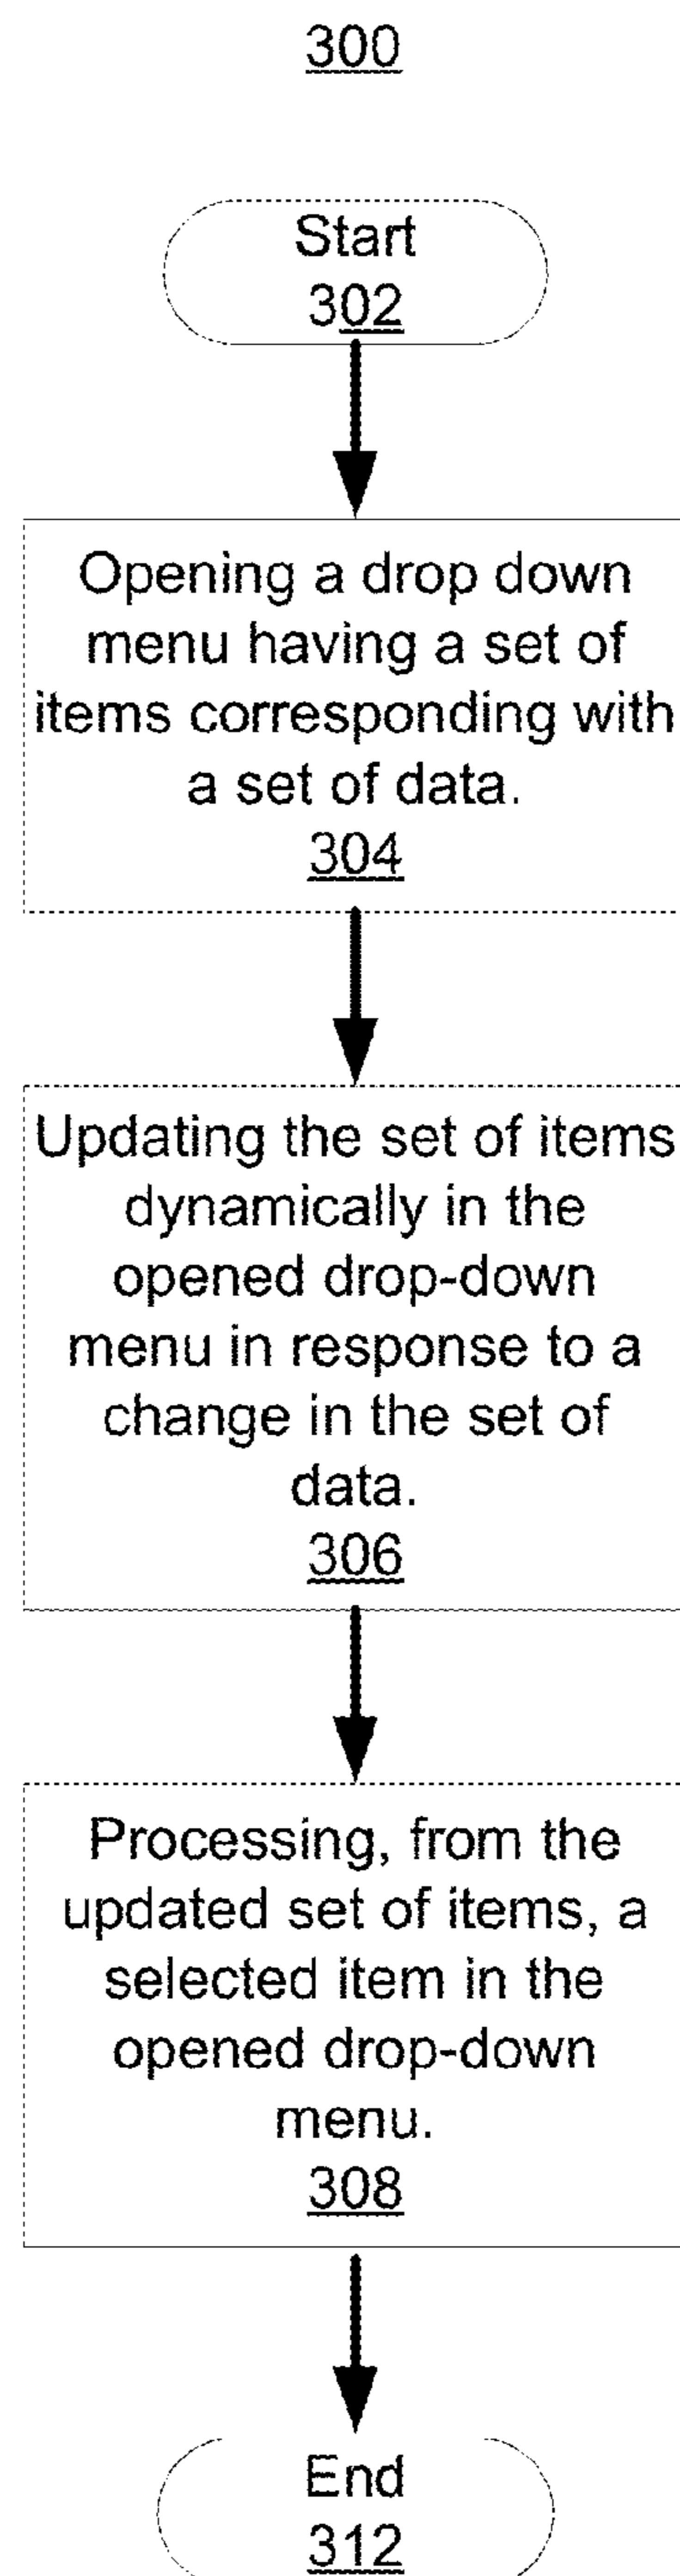 300
Start
302
Opening a drop down
menu having a set of
items corresponding with
a set of data.
304
Updating the set of items
dynamically in the
opened drop-down
menu in response to a
change in the set of
data.
306
Processing, from the
updated set of items, a
selected item in the
opened drop-down
menu.
308
End
312